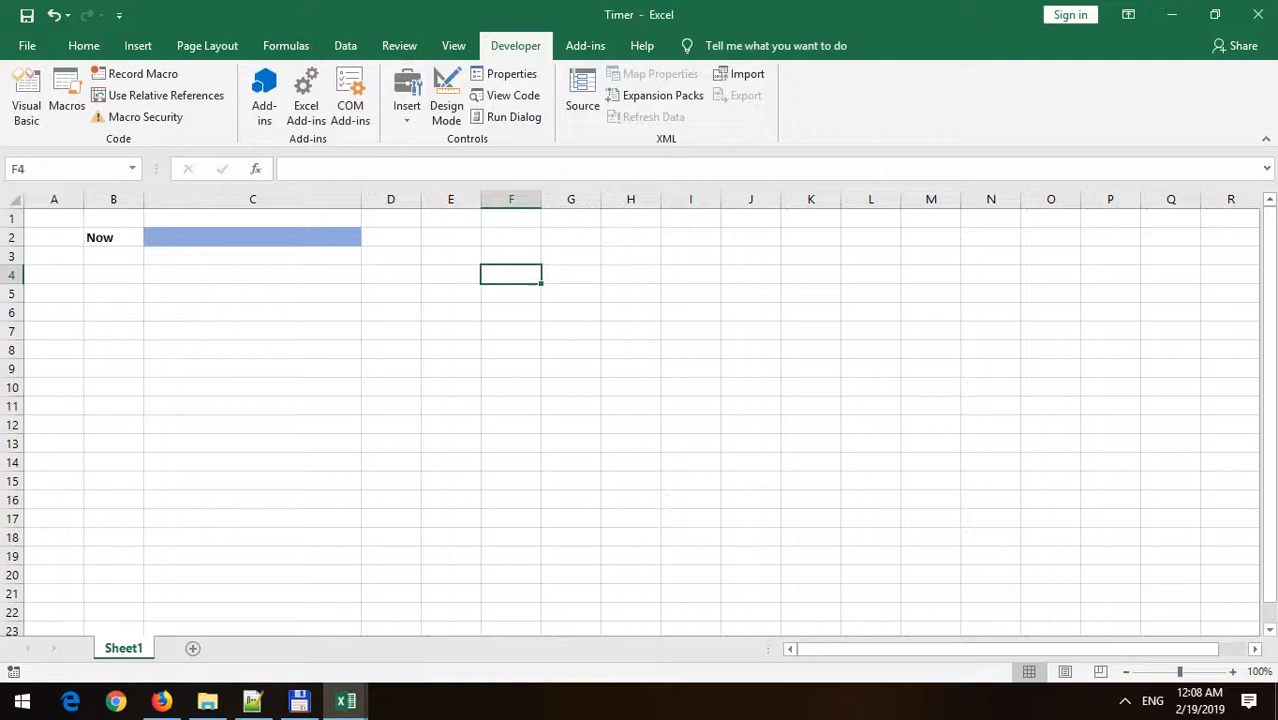 Timer - Excel
Sign in
File Home Insert Page Layout Formulas Data Review View Developer Add-ins Help Tell me what you want to do Share
Visual Basic
Macros
Record Macro
Use Relative References
Macro Security
Code
Add-ins
Excel Add-ins
COM Add-ins
Add-ins
Insert
Design Mode
Properties
View Code
Run Dialog
Controls
Source
Map Properties
Expansion Packs
Refresh Data
Import
Export
XML
F4
fx
A B C D E F G H I J K L M N O P Q R
1
2 Now
3
4
5
6
7
8
9
10
11
12
13
14
15
16
17
18
19
20
21
22
23
Sheet1
100%
ENG
12:08 AM
2/19/2019